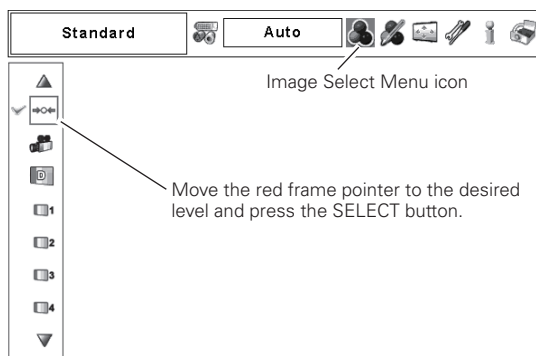 Standard
Auto
Image Select Menu icon
Move the red frame pointer to the desired
level and press the SELECT button.
D
1
2
3
4